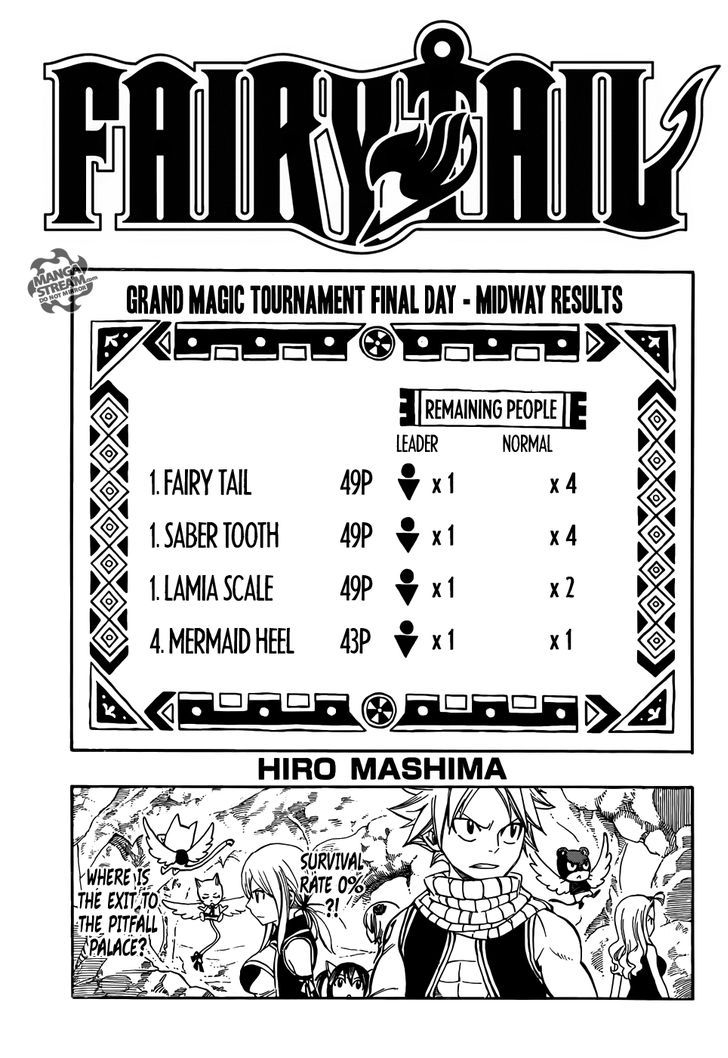 FAIRY TAIL
MANGA
STREAM.com
DO NOT MIRROR
GRAND MAGIC TOURNAMENT FINAL DAY - MIDWAY RESULTS
REMAINING PEOPLE
LEADER NORMAL
1. FAIRY TAIL 49P x 1 x 4
1. SABER TOOTH 49P x 1 x 4
1. LAMIA SCALE 49P x 1 x 2
4. MERMAID HEEL 43P x 1 x 1
HIRO MASHIMA
WHERE IS
THE EXIT TO
THE PITFALL
PALACE?
SURVIVAL
RATE 0%
?!